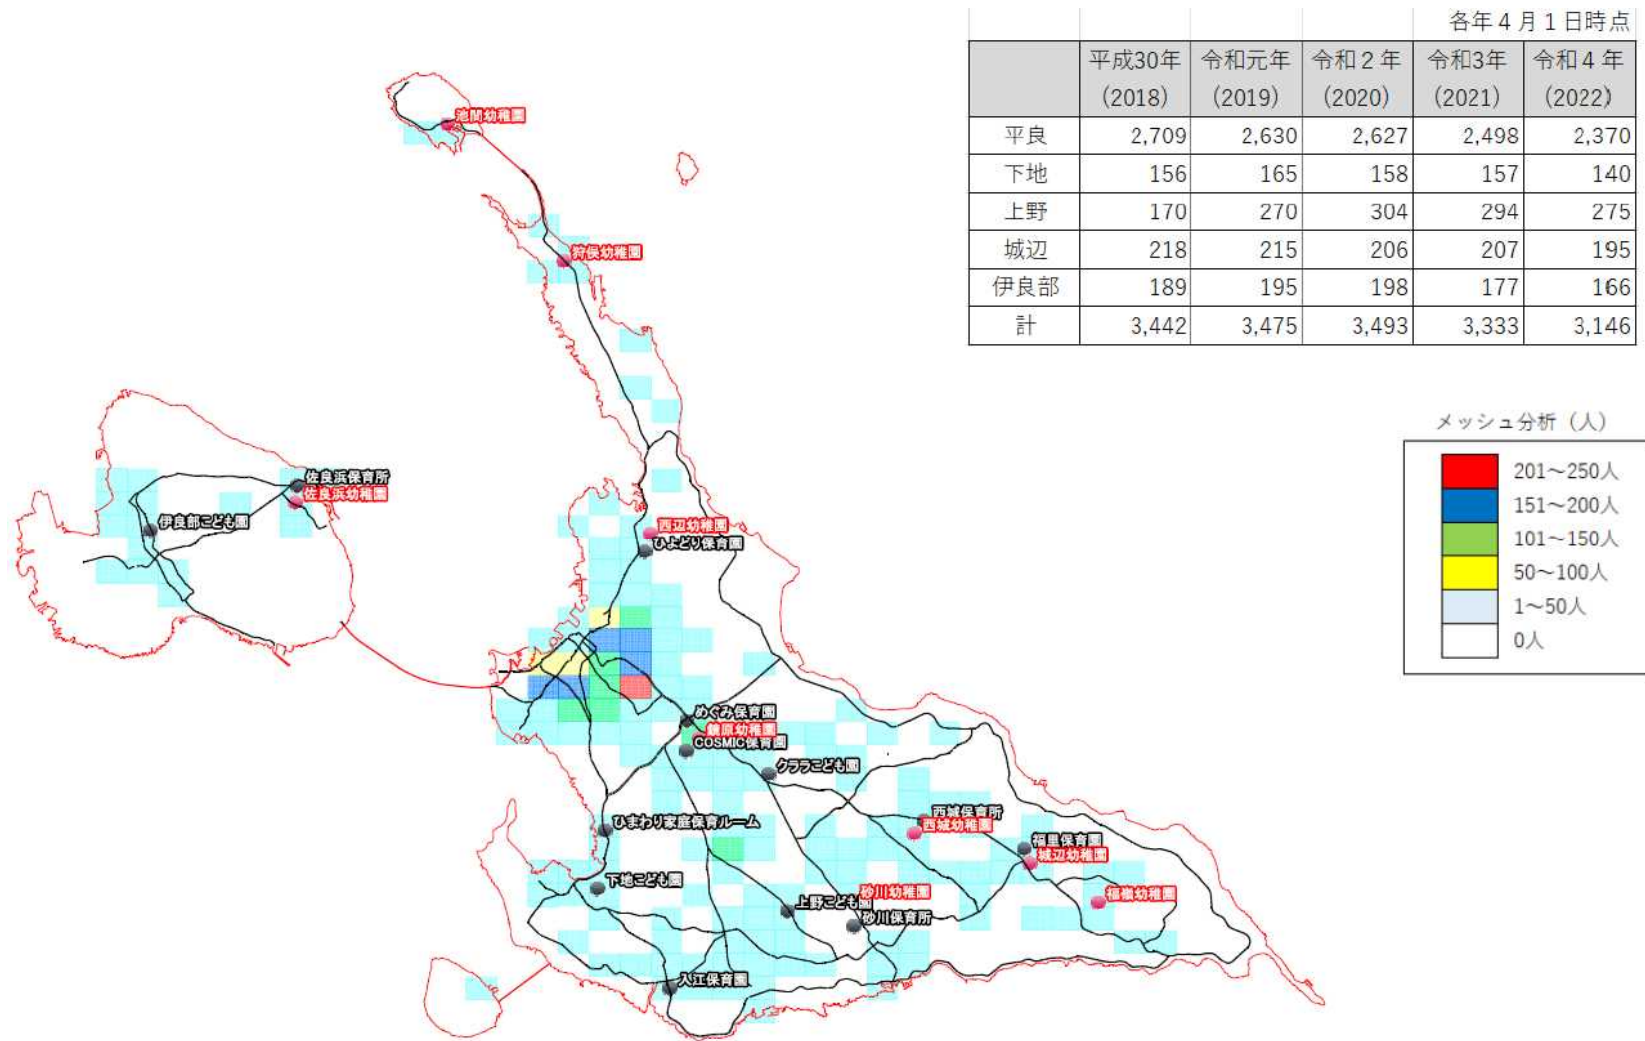 各年４月１日時点
平成30年 令和元年 令和２年 令和3年 令和４年
(2018) (2019) (2020) (2021) (2022)
平良 2,709 2,630 2,627 2,498 2,370
下地 156 165 158 157 140
上野 170 270 304 294 275
城辺 218 215 206 207 195
伊良部 189 195 198 177 166
計 3,442 3,475 3,493 3,333 3,146
池間幼稚園
狩俣幼稚園
メッシュ分析（人）
201～250人
151～200人
101～150人
50～100人
1～50人
0人
佐良浜保育所
佐良浜幼稚園
伊良部こども園
西辺幼稚園
ひよどり保育園
めぐみ保育園
鏡原幼稚園
COSMIC保育園
クララこども園
西城保育所
西城幼稚園
ひまわり家庭保育ルーム
福里保育園
城辺幼稚園
下地こども園
砂川幼稚園
福嶺幼稚園
上野こども園
砂川保育所
入江保育園